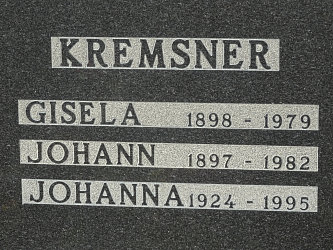 KREMSNER
GISELA 1898 - 1979
JOHANN 1897 - 1982
JOHANNA 1924 - 1995